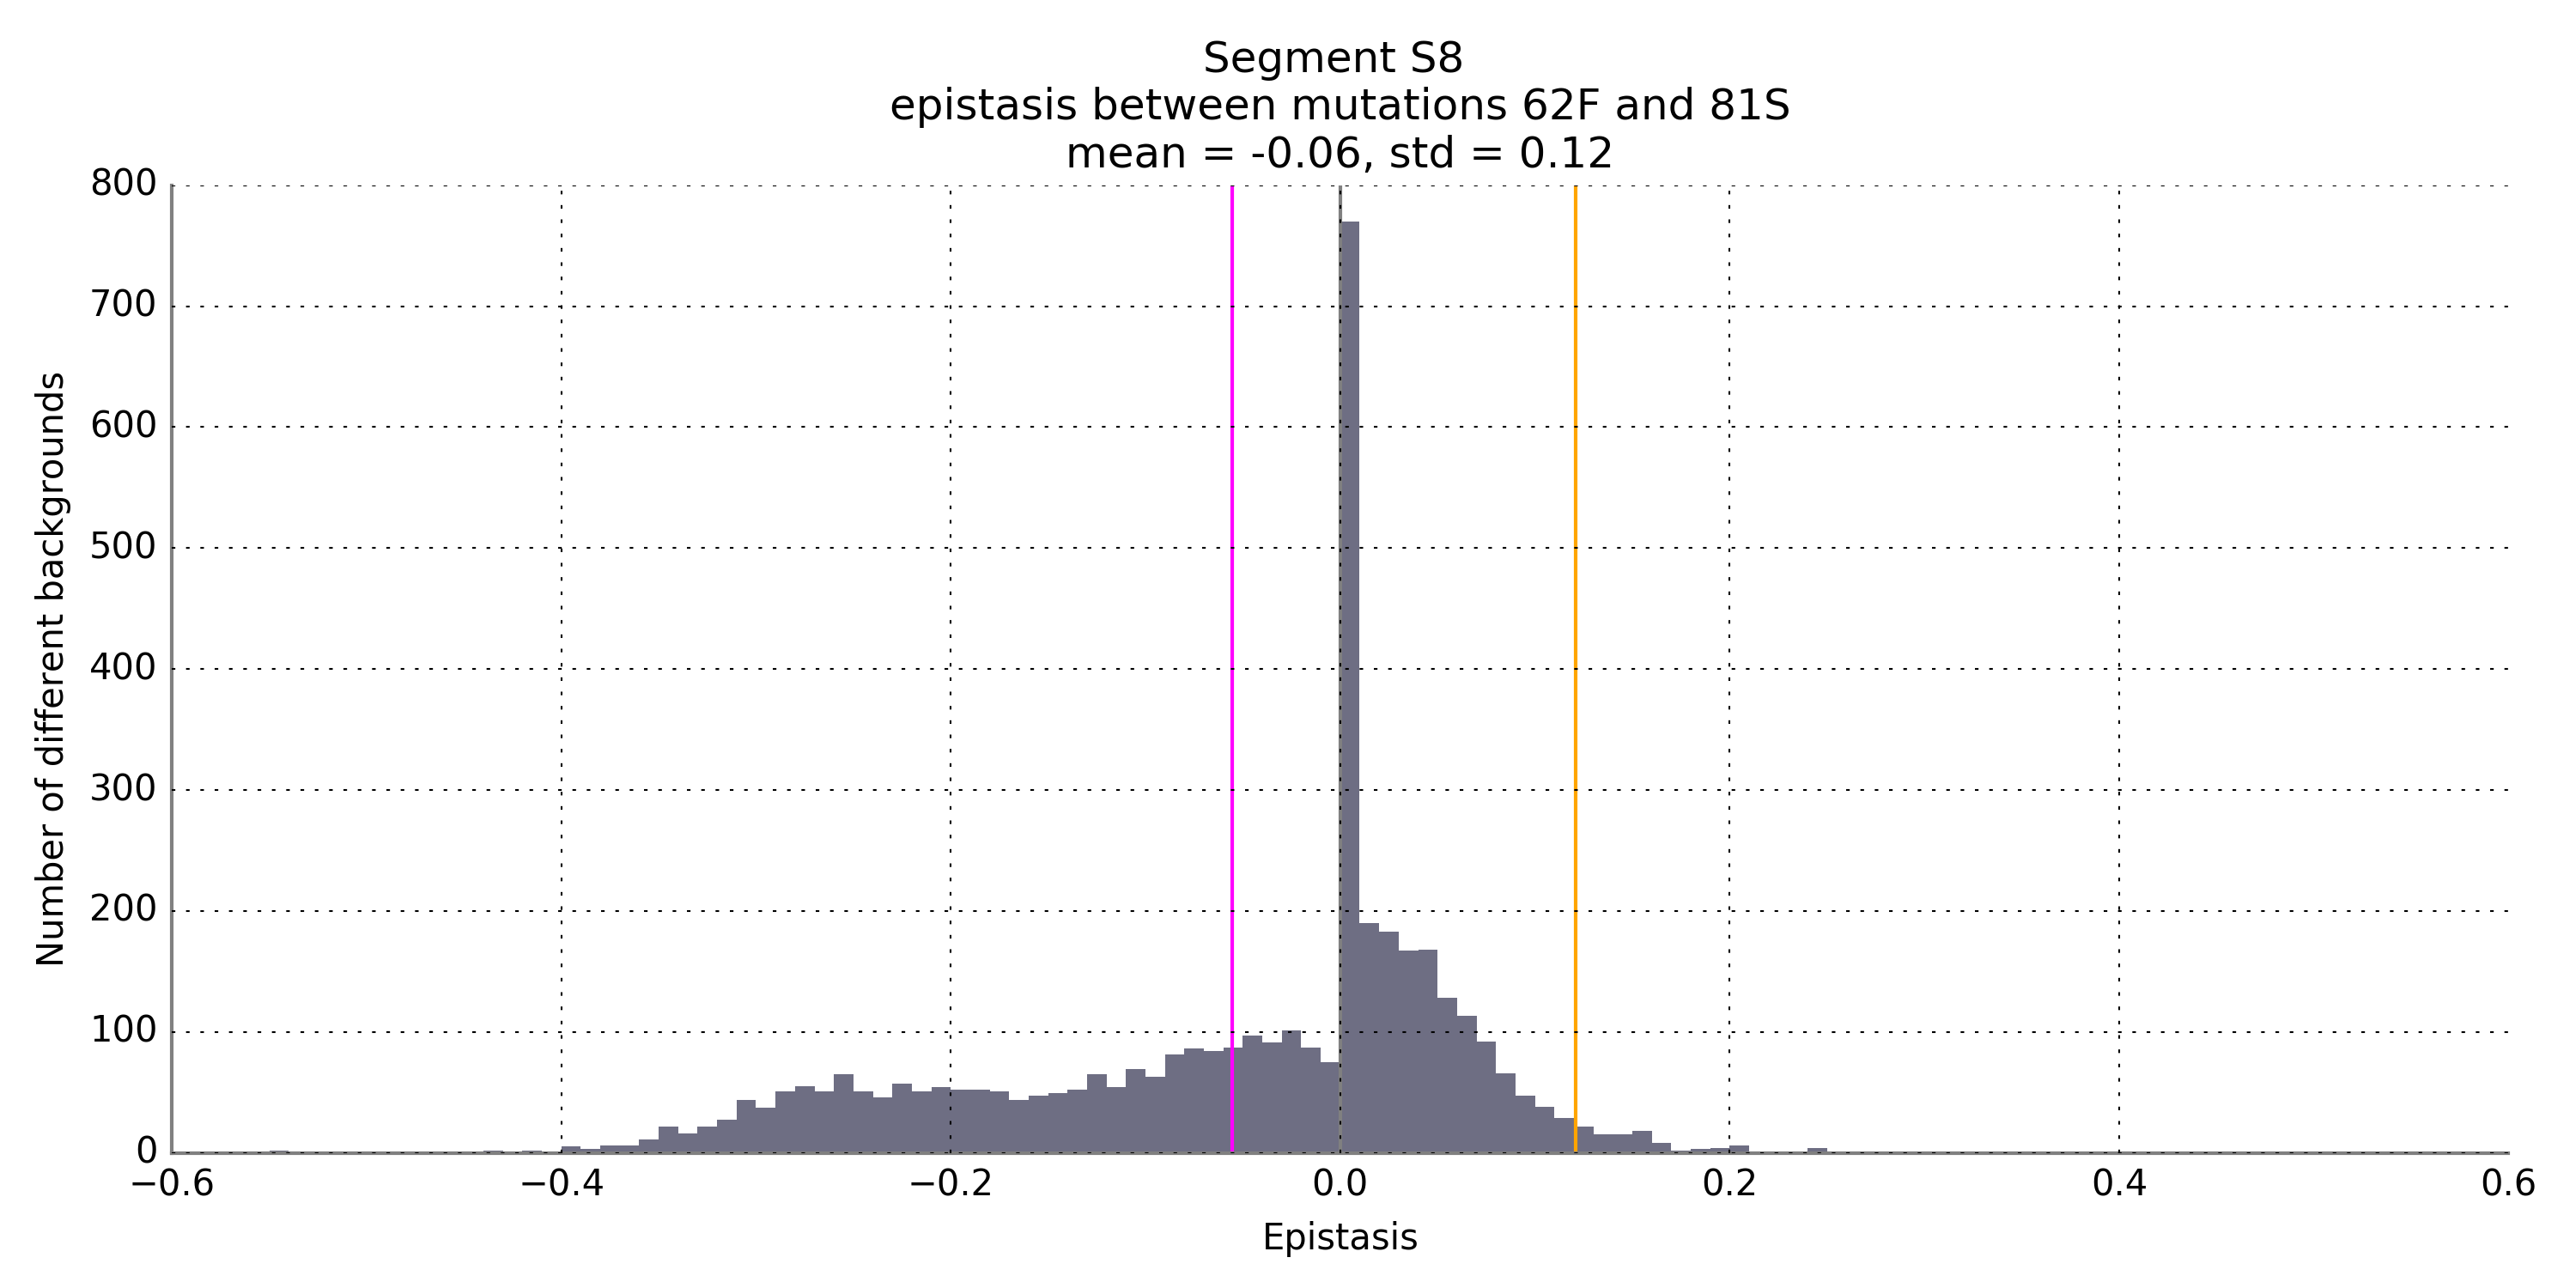 Segment S8
epistasis between mutations 62F and 81S
mean = -0.06, std = 0.12
800
700
600
500
400
300
200
100
0
Number of different backgrounds
−0.6 −0.4 −0.2 0.0 0.2 0.4 0.6
Epistasis